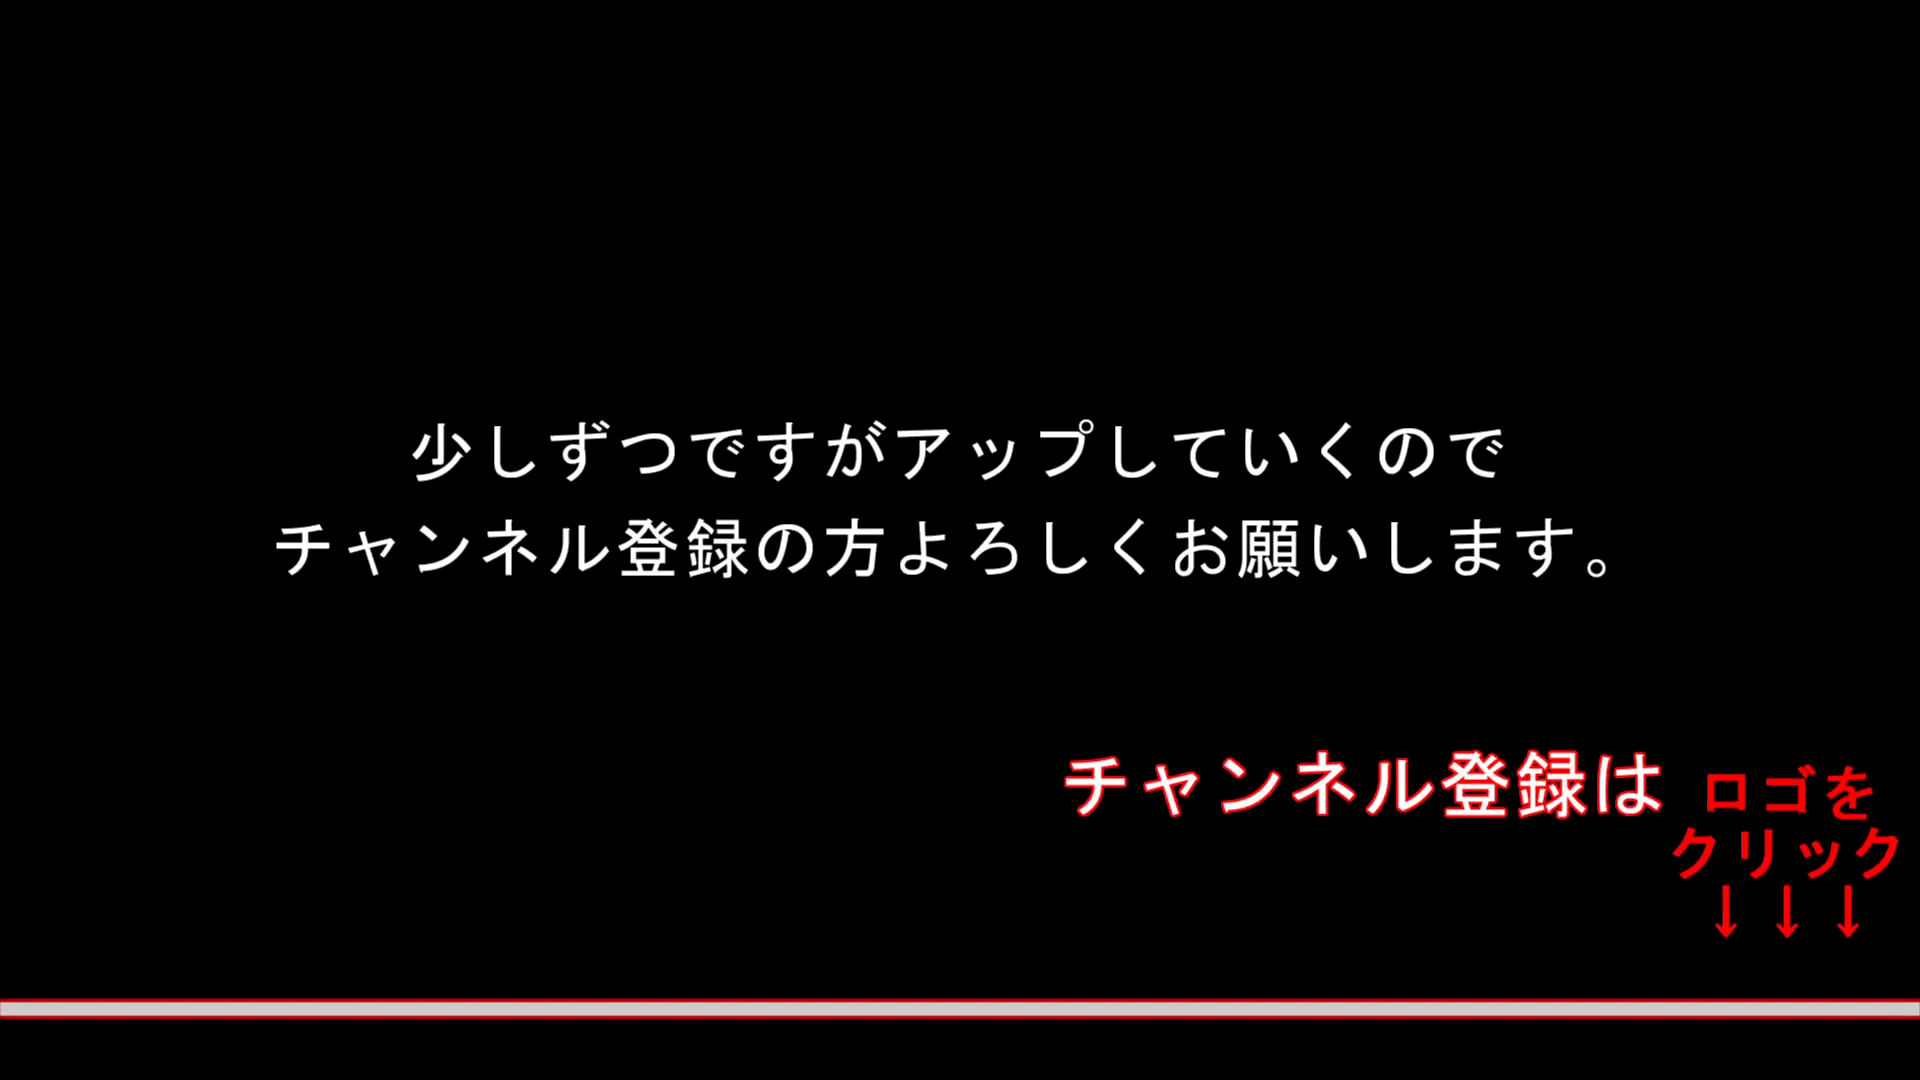 少しずつですがアップしていくので
チャンネル登録の方よろしくお願いします。
チャンネル登録は
ロゴを
クリック
↓↓↓